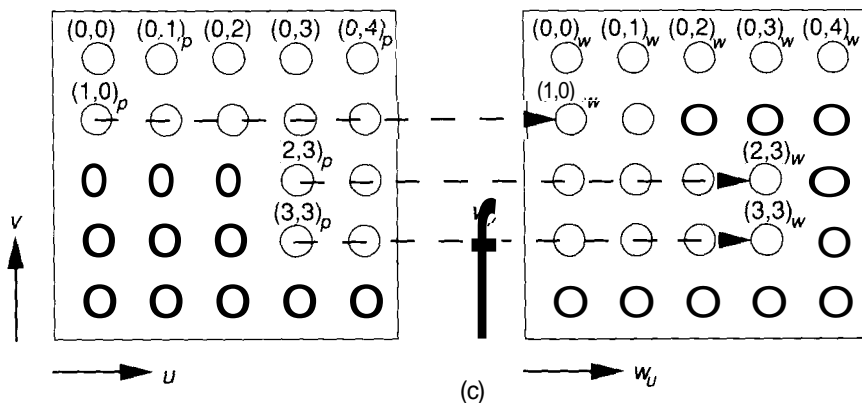 (0,0) (0,1)p (0,2) (0,3) (0,4)p (0,0)w (0,1)w (0,2)w (0,3)w (0,4)w
(1,0)p (1,0)w
2,3)p (2,3)w
(3,3)p (3,3)w
v
u wu
(c)